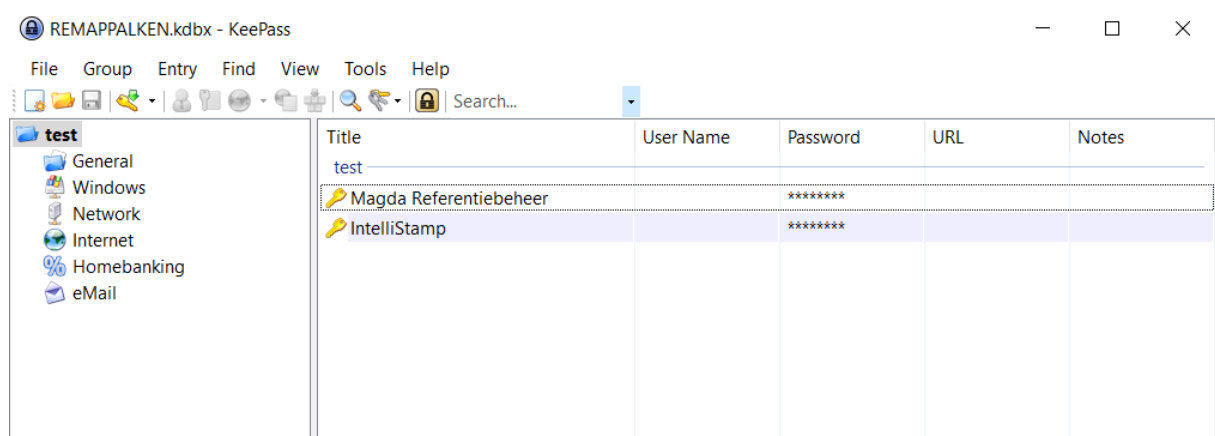 REMAPPALKEN.kdbx - KeePass
File Group Entry Find View Tools Help
Search...
test
General
Windows
Network
Internet
Homebanking
eMail
Title User Name Password URL Notes
test
Magda Referentiebeheer ********
IntelliStamp ********